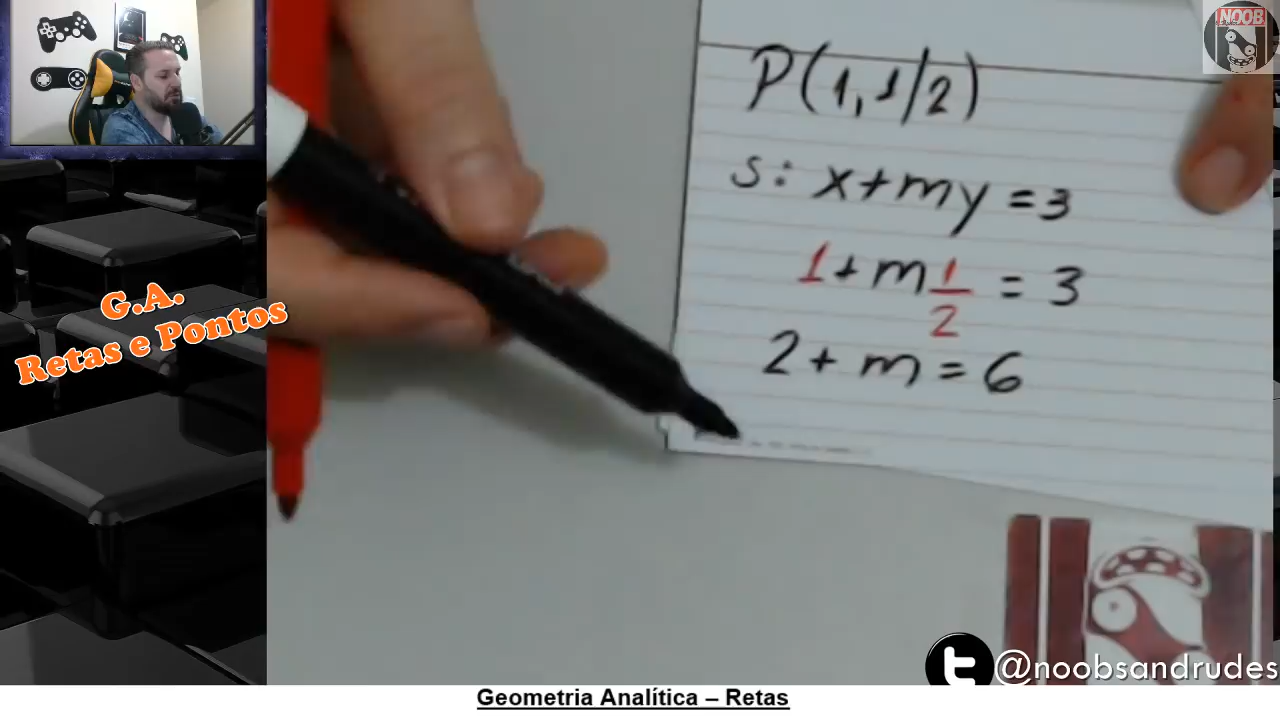 NOOB
P(1, 1/2)
s: x+my=3
1+m 1/2 = 3
2+m=6
G.A.
Retas e Pontos
@noobsandrudes
Geometria Analítica – Retas